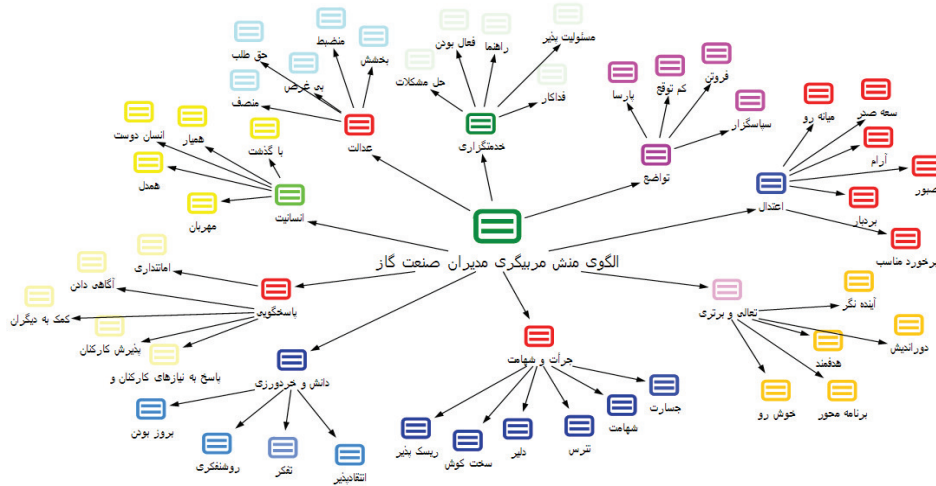 الگوی منش مربیگری مدیران صنعت گاز
عدالت
حق طلب
منضبط
بخشش
بی غرض
منصف
خدمتگزاری
فعال بودن
راهنما
مسئولیت پذیر
حل مشکلات
فداکار
تواضع
پارسا
کم توقع
فروتن
سپاسگزار
اعتدال
میانه رو
سعه صدر
آرام
صبور
بردبار
برخورد مناسب
انسانیت
انسان دوست
همیار
با گذشت
همدل
مهربان
پاسخگویی
امانتداری
آگاهی دادن
کمک به دیگران
پذیرش کارکنان
پاسخ به نیازهای کارکنان و
دانش و خردورزی
بروز بودن
روشنفکری
تفکر
انتقادپذیر
جرأت و شهامت
ریسک پذیر
سخت کوش
دلیر
نترس
شهامت
جسارت
تعالی و برتری
آینده نگر
دوراندیش
هدفمند
برنامه محور
خوش رو